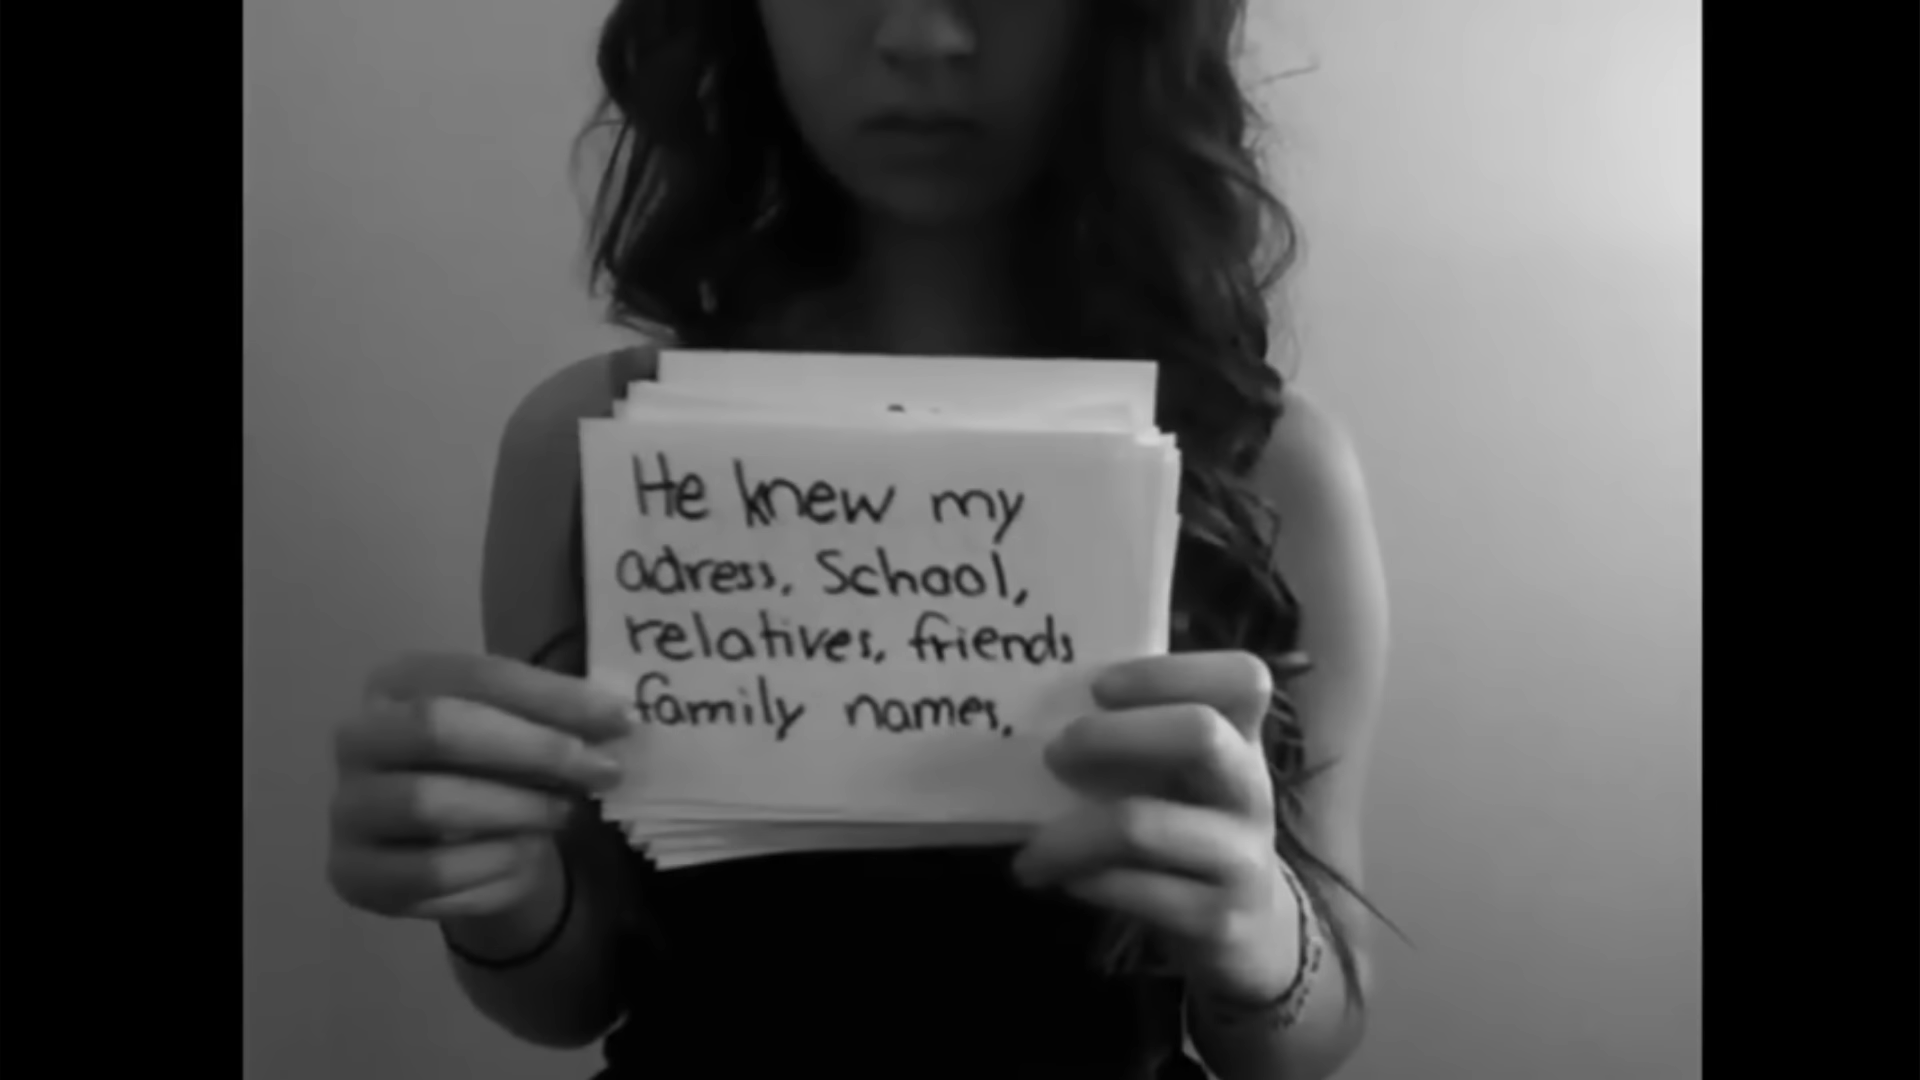 He knew my
adress. School,
relatives, friends
family names.